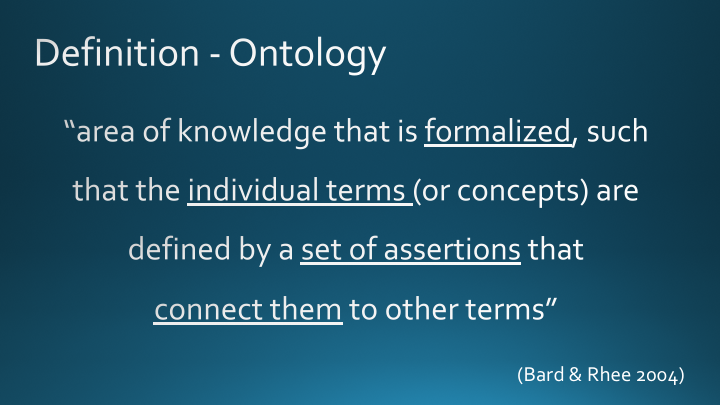 Definition - Ontology
“area of knowledge that is formalized, such
that the individual terms (or concepts) are
defined by a set of assertions that
connect them to other terms”
(Bard & Rhee 2004)